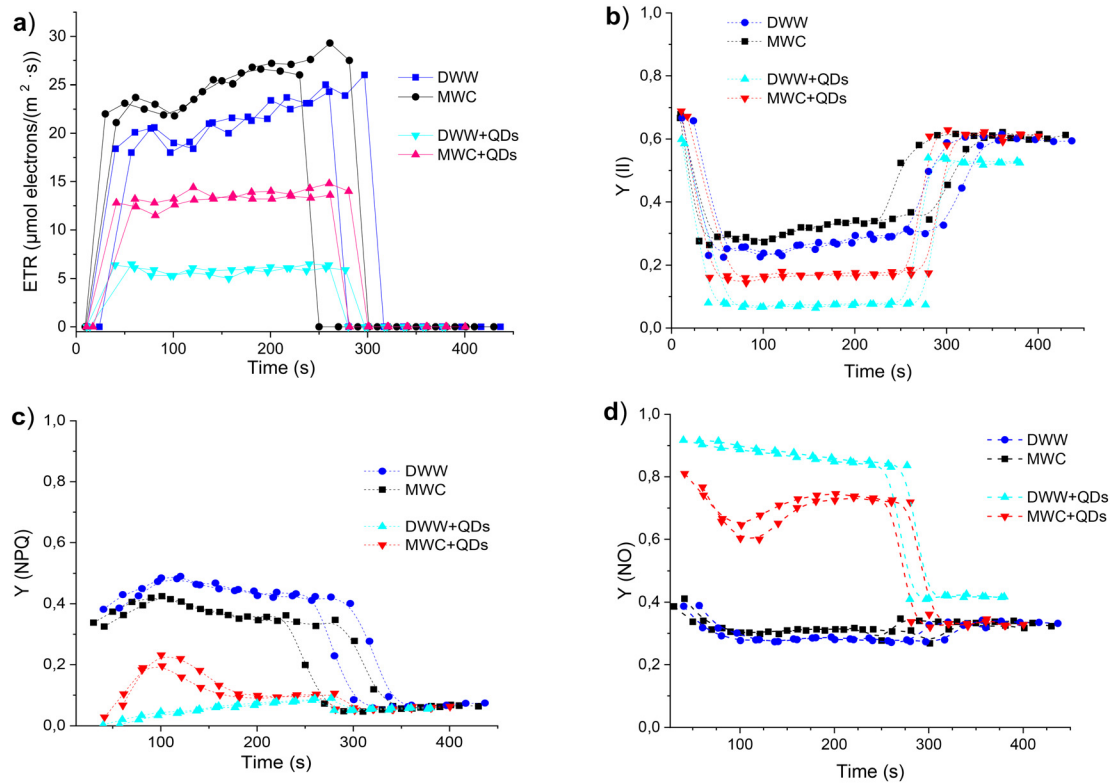 a)
30
25
20
15
10
5
0
0
100
200
300
400
ETR (μmol electrons/(m²·s))
Time (s)
DWW
MWC
DWW+QDs
MWC+QDs
b)
1,0
0,8
0,6
0,4
0,2
0,0
0
100
200
300
400
Y (II)
Time (s)
DWW
MWC
DWW+QDs
MWC+QDs
c)
1,0
0,8
0,6
0,4
0,2
0,0
100
200
300
400
Y (NPQ)
Time (s)
DWW
MWC
DWW+QDs
MWC+QDs
d)
1,0
0,8
0,6
0,4
0,2
0,0
100
200
300
400
Y (NO)
Time (s)
DWW
MWC
DWW+QDs
MWC+QDs